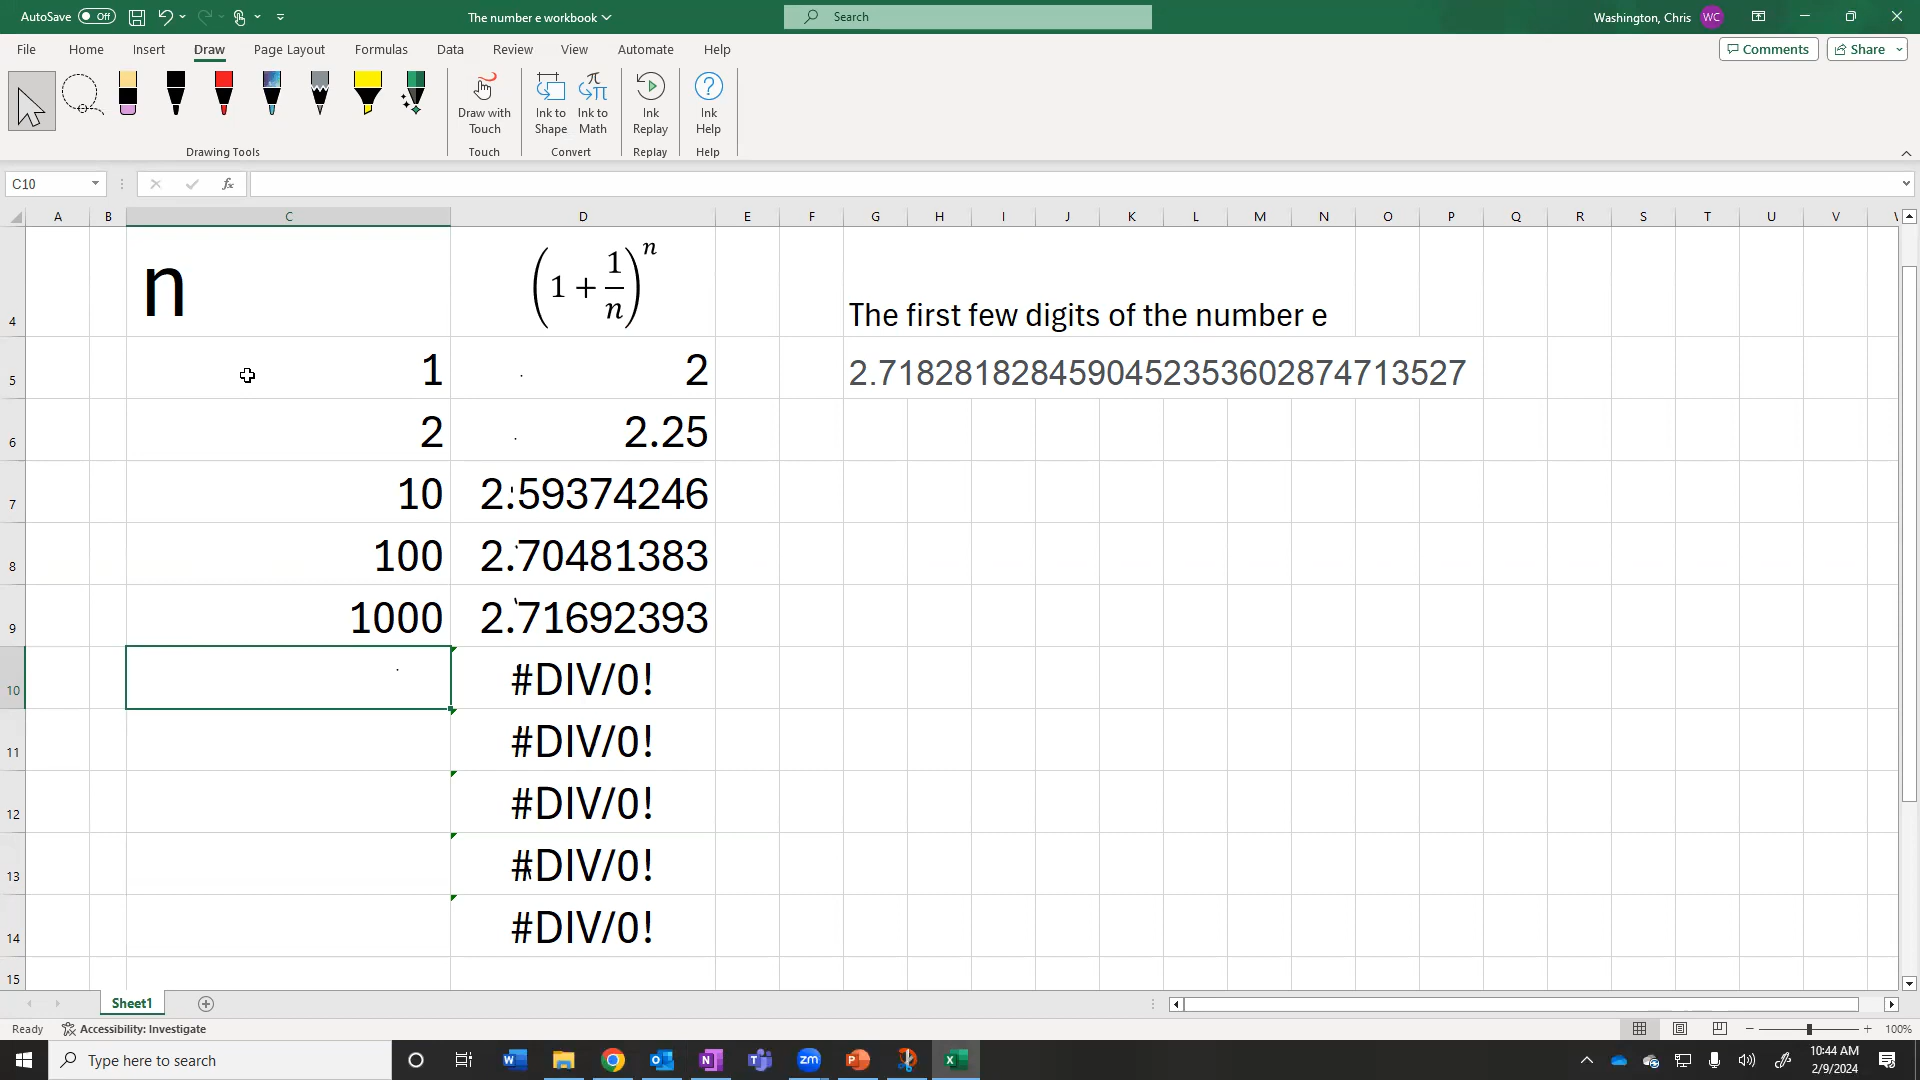 AutoSave Off
The number e workbook
Search
Washington, Chris WC
File Home Insert Draw Page Layout Formulas Data Review View Automate Help
Comments Share
Draw with Touch
Ink to Shape
Ink to Math
Ink Replay
Ink Help
Drawing Tools Touch Convert Replay Help
C10 fx
A B C D E F G H I J K L M N O P Q R S T U V
4 n (1 + 1/n)^n The first few digits of the number e
5 1 2 2.7182818284590452353602874713527
6 2 2.25
7 10 2.59374246
8 100 2.70481383
9 1000 2.71692393
10 #DIV/0!
11 #DIV/0!
12 #DIV/0!
13 #DIV/0!
14 #DIV/0!
15
Sheet1
Ready Accessibility: Investigate 100%
Type here to search
10:44 AM
2/9/2024